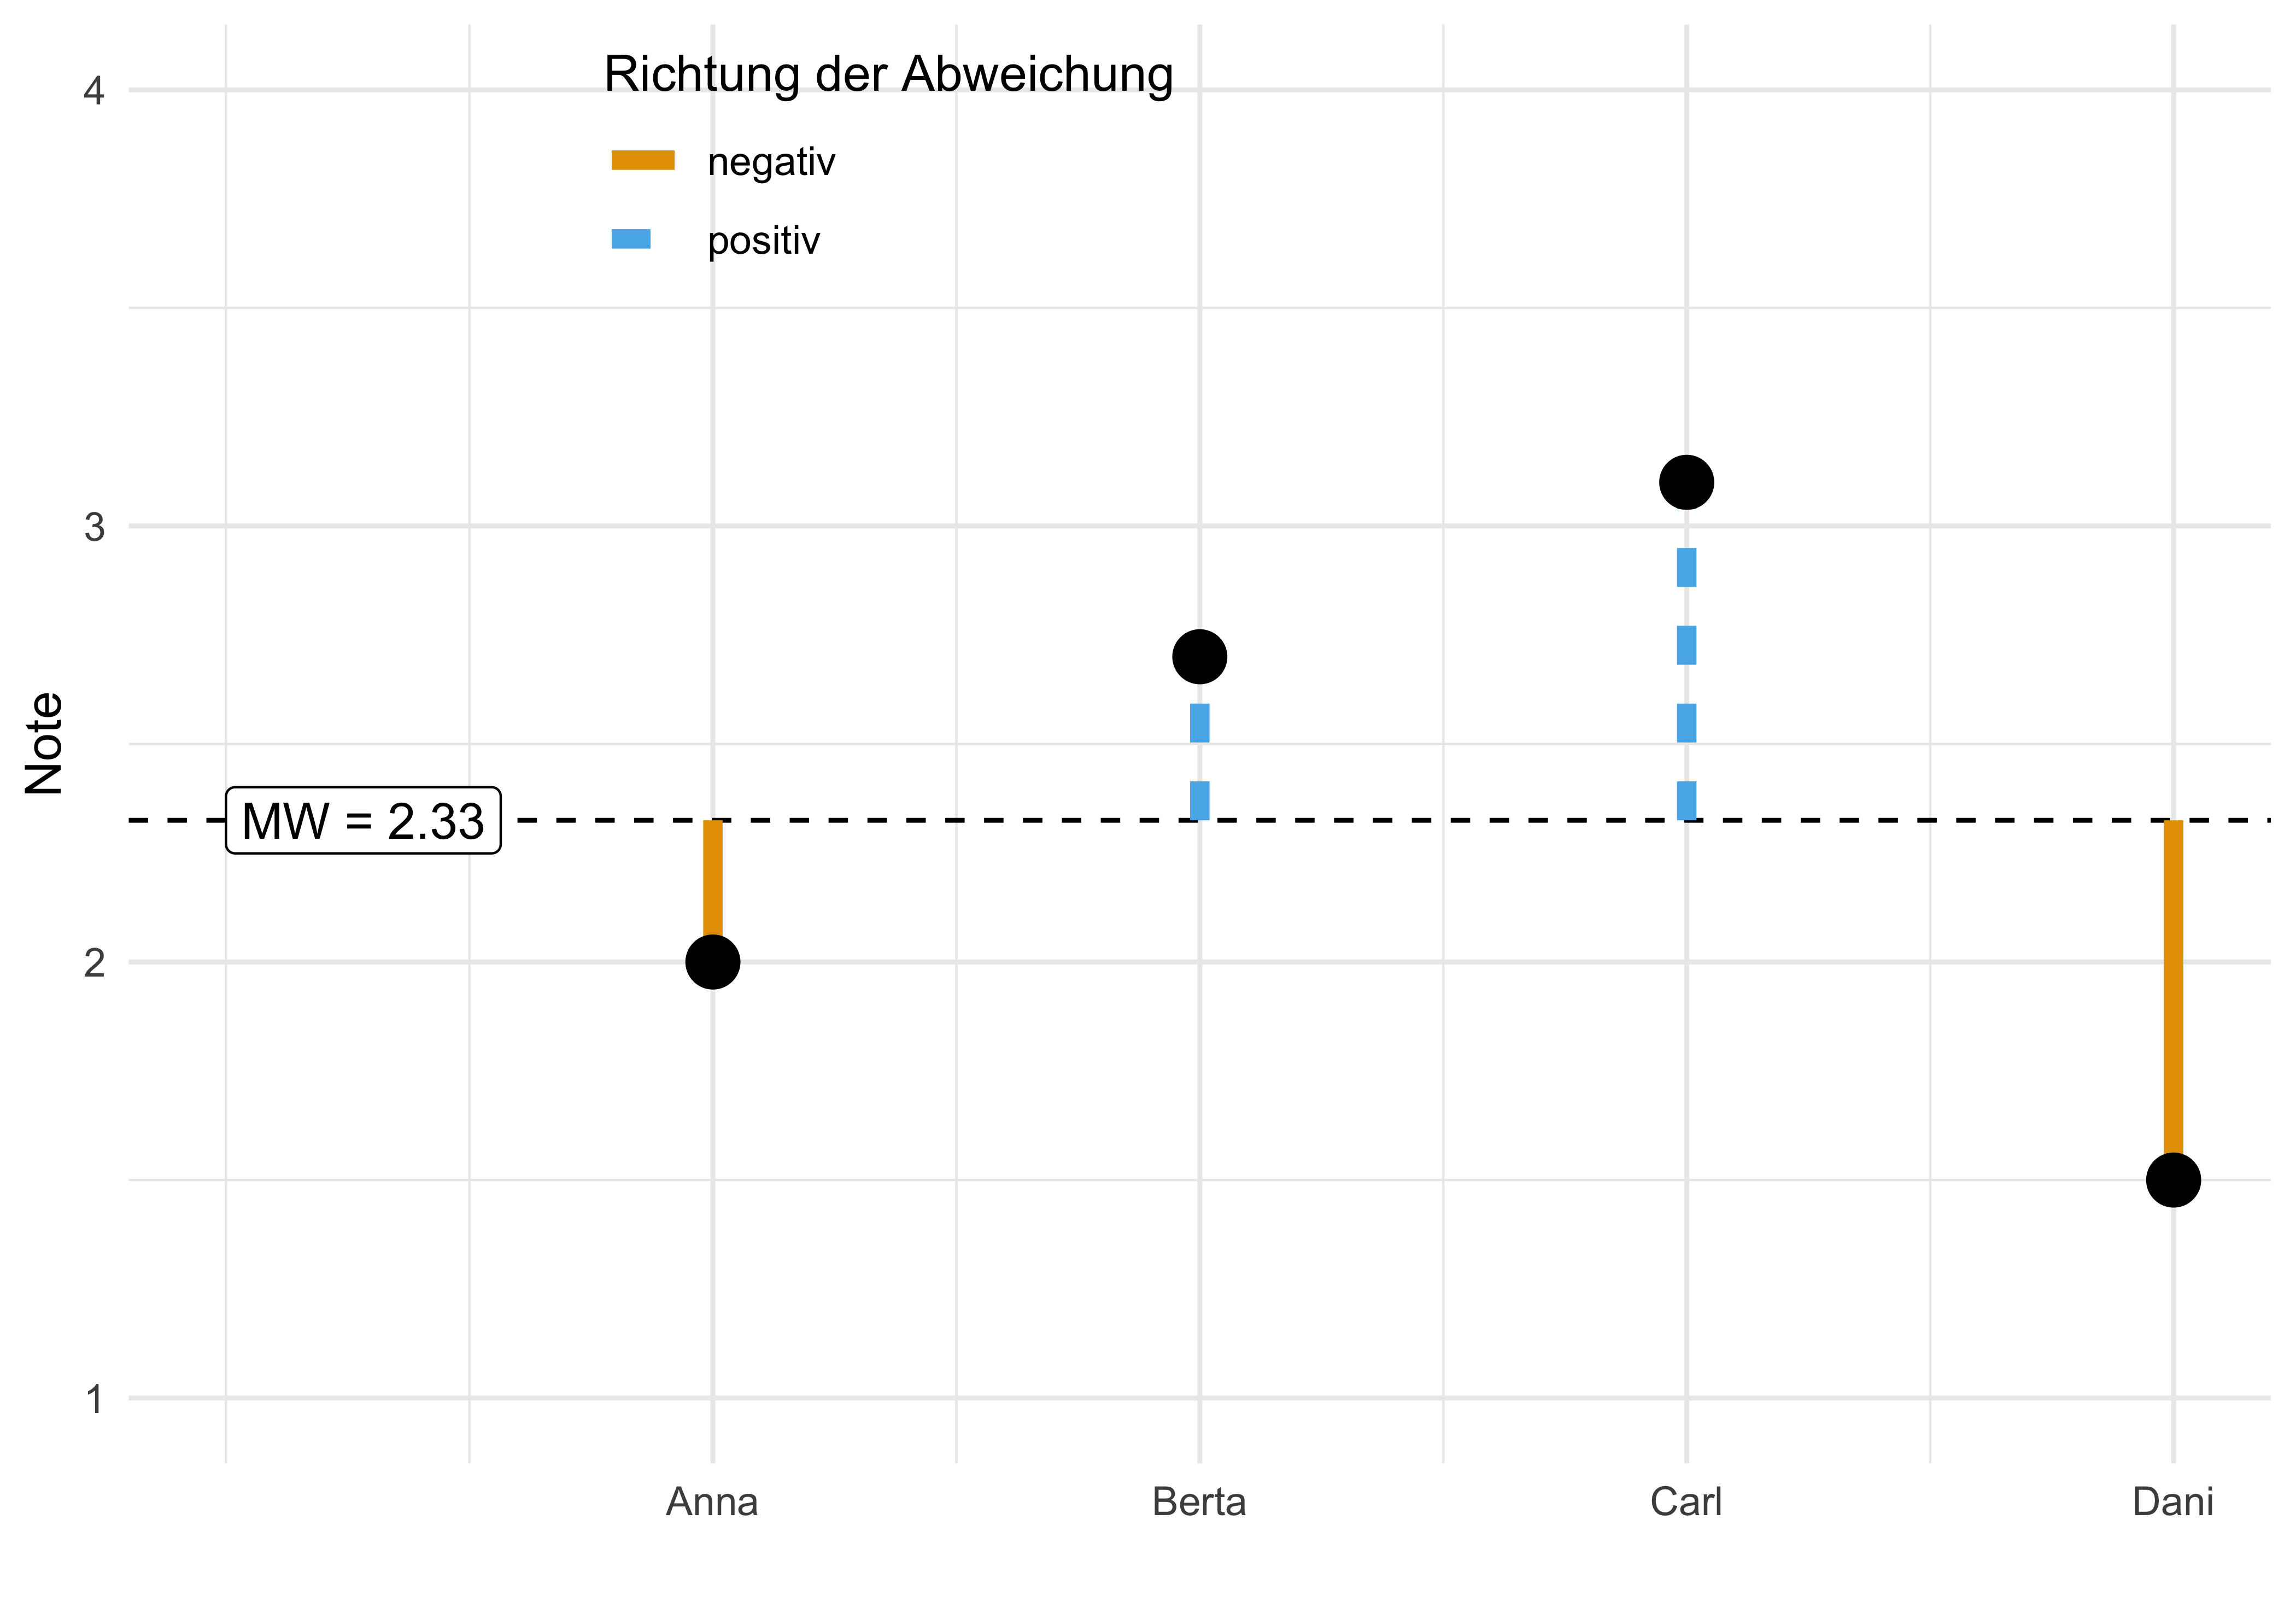 Richtung der Abweichung
negativ
positiv
4
3
2
1
Note
MW = 2.33
Anna
Berta
Carl
Dani